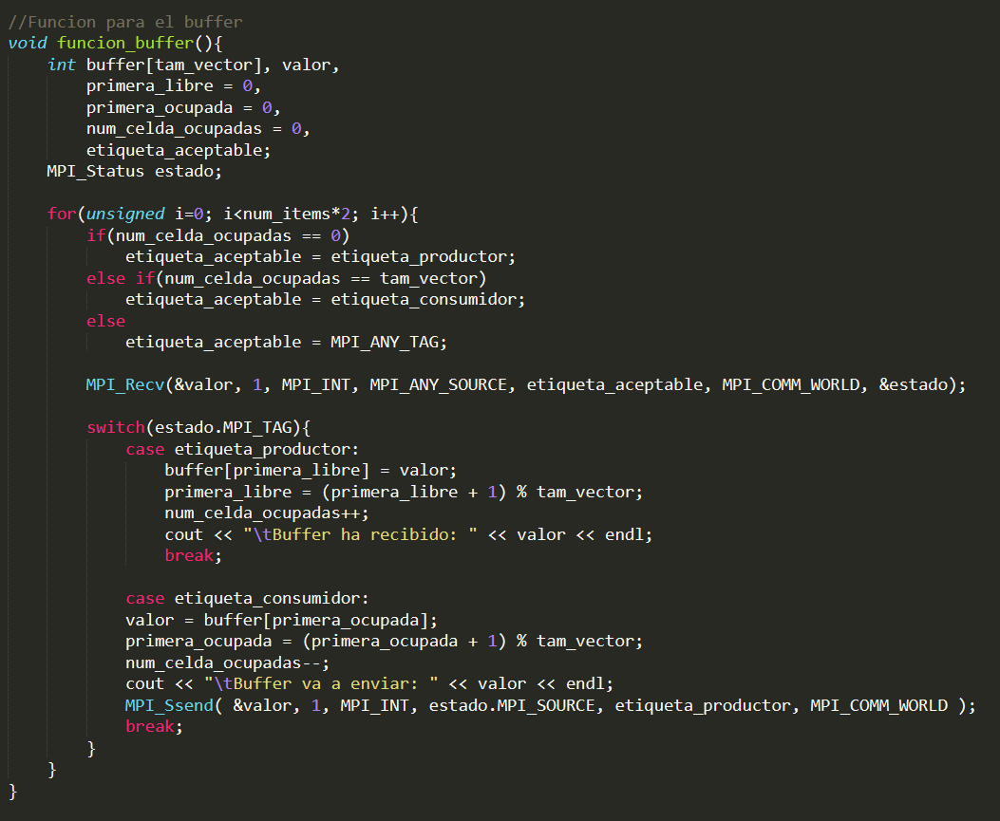 //Funcion para el buffer
void funcion_buffer(){
    int buffer[tam_vector], valor,
        primera_libre = 0,
        primera_ocupada = 0,
        num_celda_ocupadas = 0,
        etiqueta_aceptable;
    MPI_Status estado;

    for(unsigned i=0; i<num_items*2; i++){
        if(num_celda_ocupadas == 0)
            etiqueta_aceptable = etiqueta_productor;
        else if(num_celda_ocupadas == tam_vector)
            etiqueta_aceptable = etiqueta_consumidor;
        else
            etiqueta_aceptable = MPI_ANY_TAG;

        MPI_Recv(&valor, 1, MPI_INT, MPI_ANY_SOURCE, etiqueta_aceptable, MPI_COMM_WORLD, &estado);

        switch(estado.MPI_TAG){
            case etiqueta_productor:
                buffer[primera_libre] = valor;
                primera_libre = (primera_libre + 1) % tam_vector;
                num_celda_ocupadas++;
                cout << "\tBuffer ha recibido: " << valor << endl;
                break;

            case etiqueta_consumidor:
            valor = buffer[primera_ocupada];
            primera_ocupada = (primera_ocupada + 1) % tam_vector;
            num_celda_ocupadas--;
            cout << "\tBuffer va a enviar: " << valor << endl;
            MPI_Ssend( &valor, 1, MPI_INT, estado.MPI_SOURCE, etiqueta_productor, MPI_COMM_WORLD );
            break;
        }
    }
}